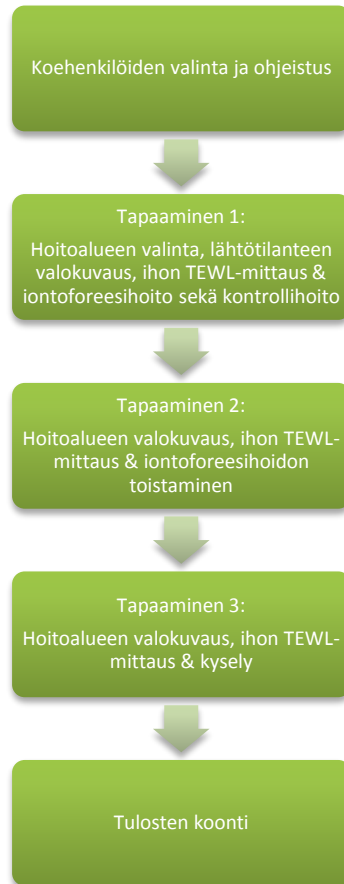 Koehenkilöiden valinta ja ohjeistus
Tapaaminen 1:
Hoitoalueen valinta, lähtötilanteen
valokuvaus, ihon TEWL-mittaus &
iontoforeesihoito sekä kontrollihoito
Tapaaminen 2:
Hoitoalueen valokuvaus, ihon TEWL-
mittaus & iontoforeesihoidon
toistaminen
Tapaaminen 3:
Hoitoalueen valokuvaus, ihon TEWL-
mittaus & kysely
Tulosten koonti